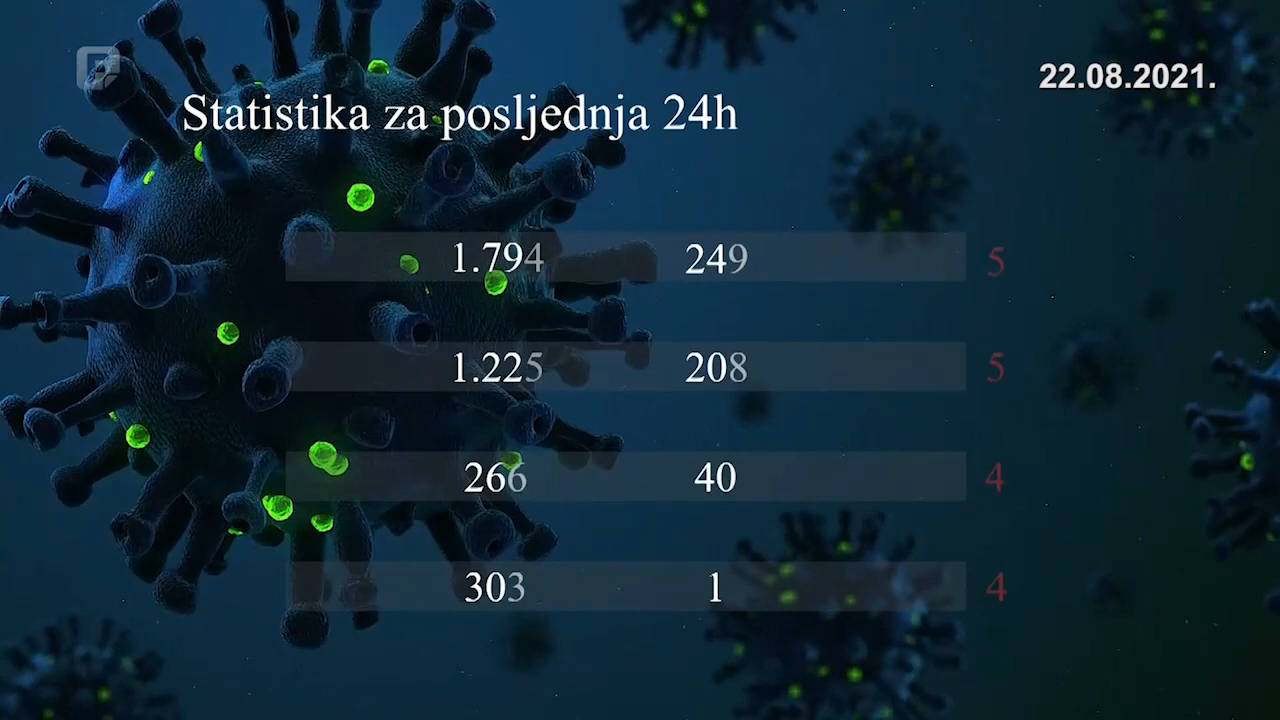 22.08.2021.
Statistika za posljednja 24h
1.794 249 5
1.225 208 5
266 40 4
303 1 4